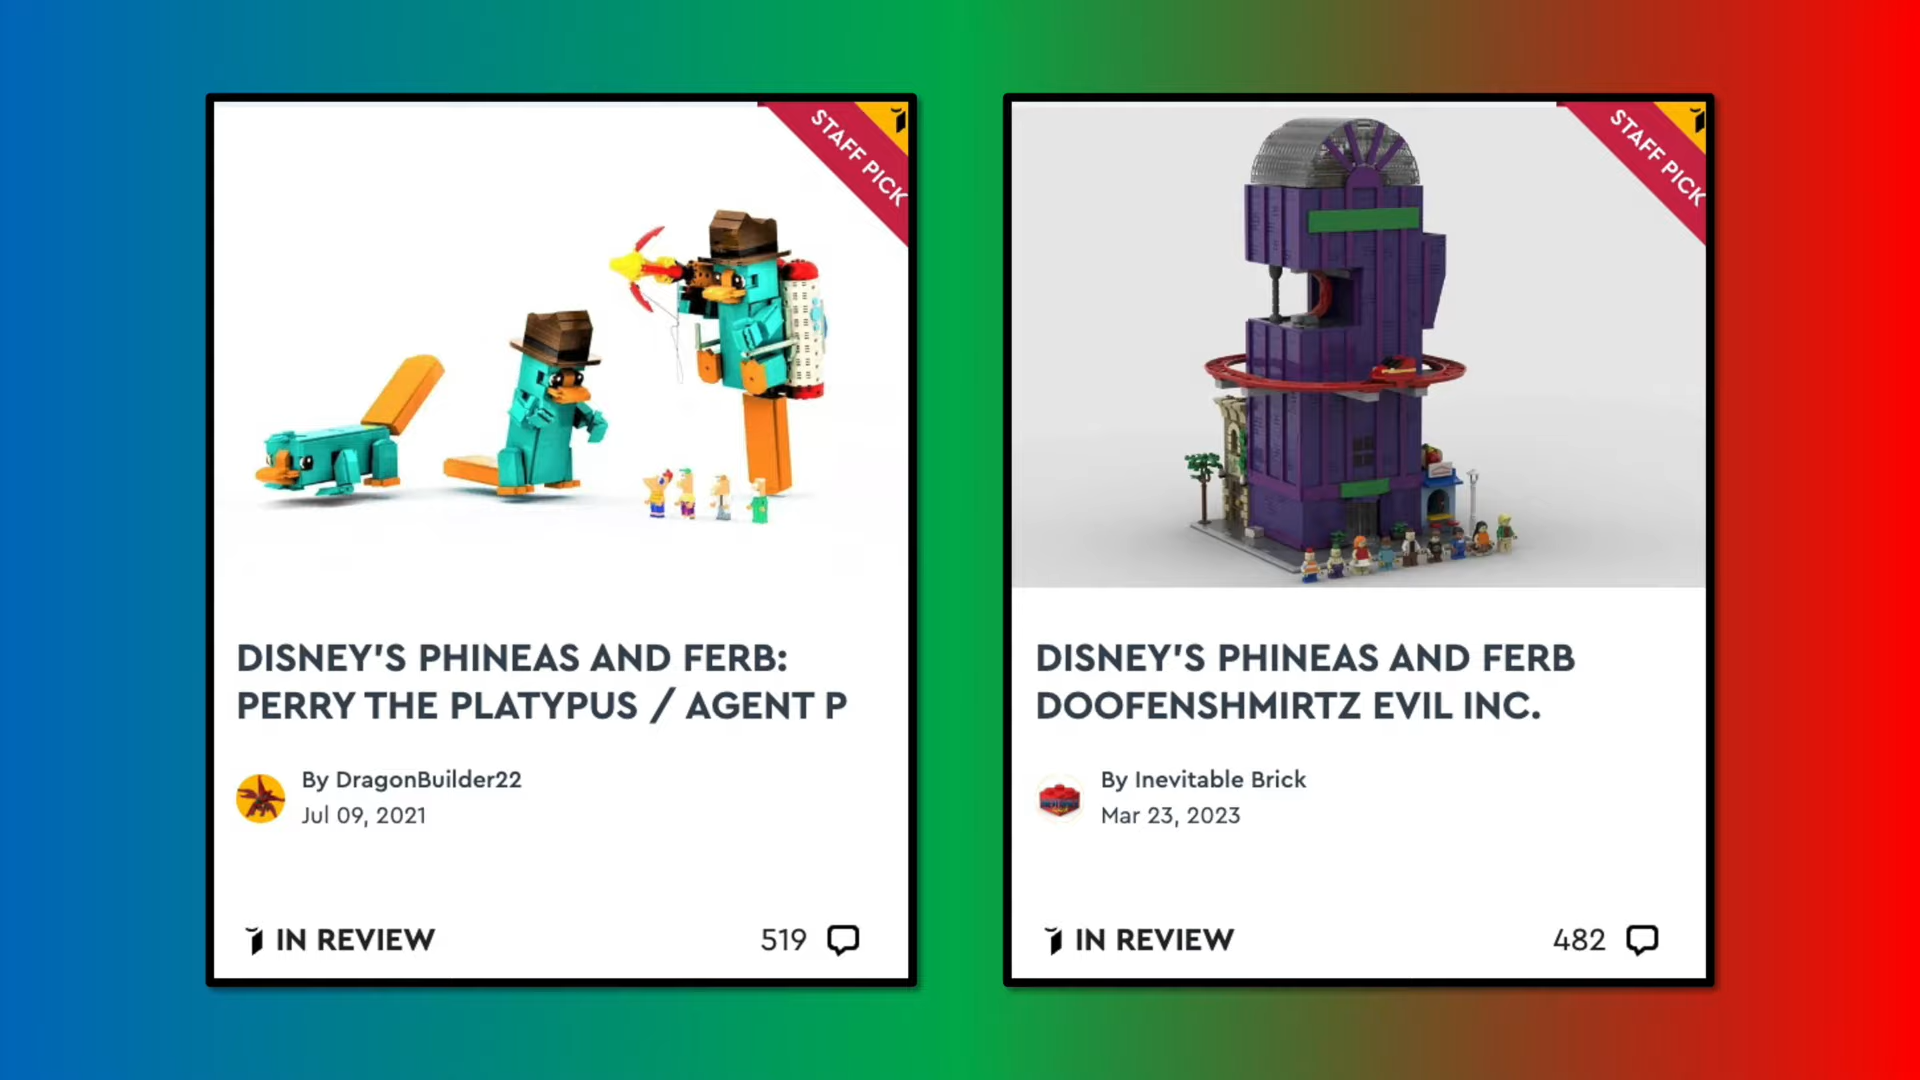 STAFF PICK
DISNEY'S PHINEAS AND FERB:
PERRY THE PLATYPUS / AGENT P
By DragonBuilder22
Jul 09, 2021
IN REVIEW
519
STAFF PICK
DISNEY'S PHINEAS AND FERB
DOOFENSHMIRTZ EVIL INC.
By Inevitable Brick
Mar 23, 2023
IN REVIEW
482